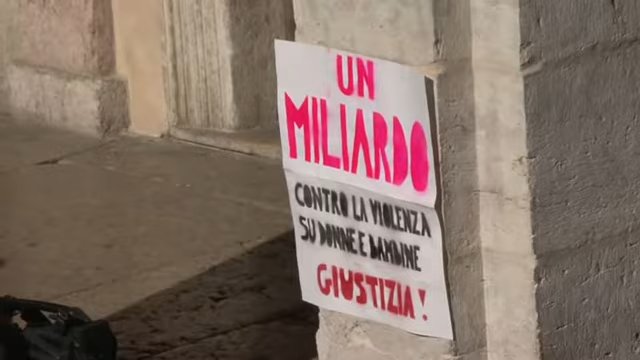 UN
MILIARDO
CONTRO LA VIOLENZA
SU DONNE E BAMBINE
GIUSTIZIA!